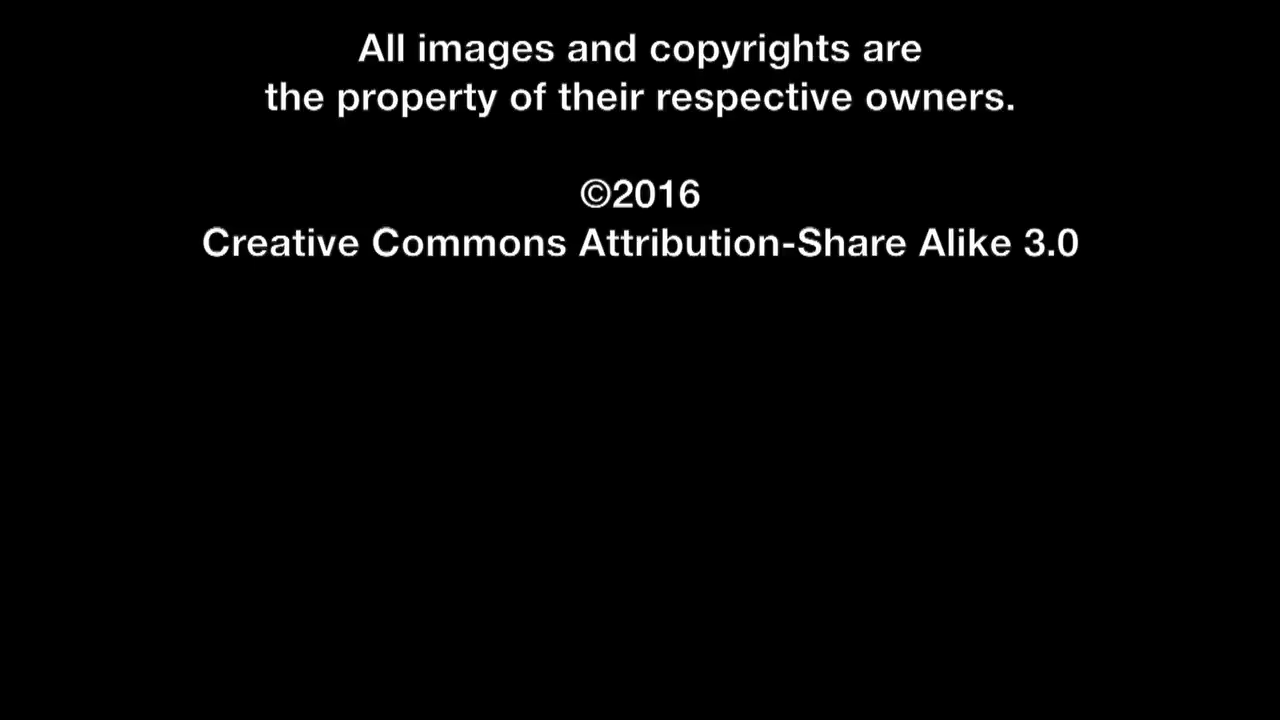 All images and copyrights are
the property of their respective owners.
©2016
Creative Commons Attribution-Share Alike 3.0